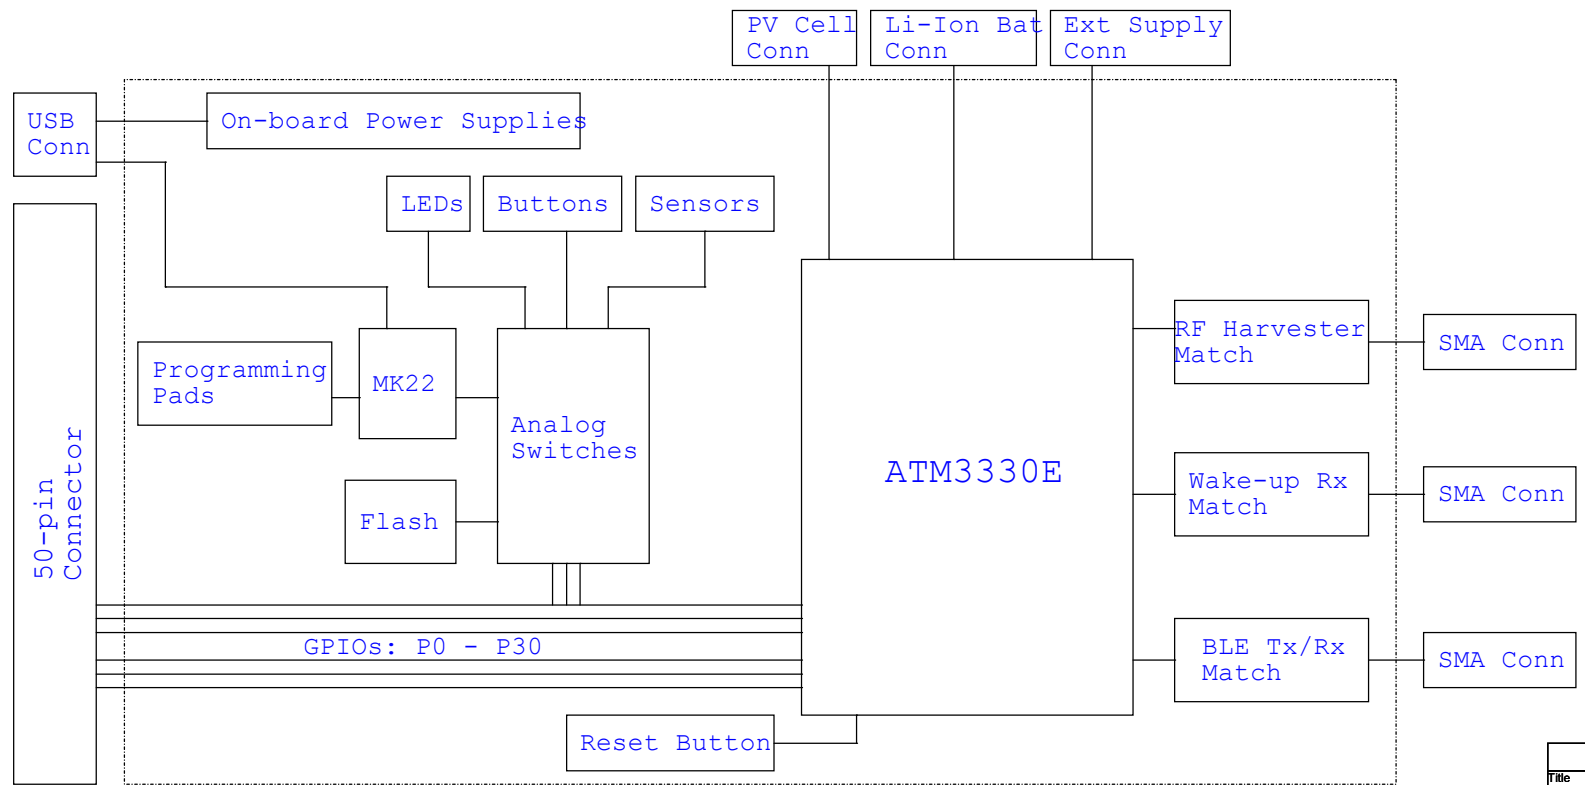 PV Cell
Conn
Li-Ion Bat
Conn
Ext Supply
Conn
USB
Conn
On-board Power Supplies
LEDs
Buttons
Sensors
Programming
Pads
MK22
Analog
Switches
Flash
ATM3330E
RF Harvester
Match
SMA Conn
Wake-up Rx
Match
SMA Conn
BLE Tx/Rx
Match
SMA Conn
50-pin
Connector
GPIOs: P0 - P30
Reset Button
Title